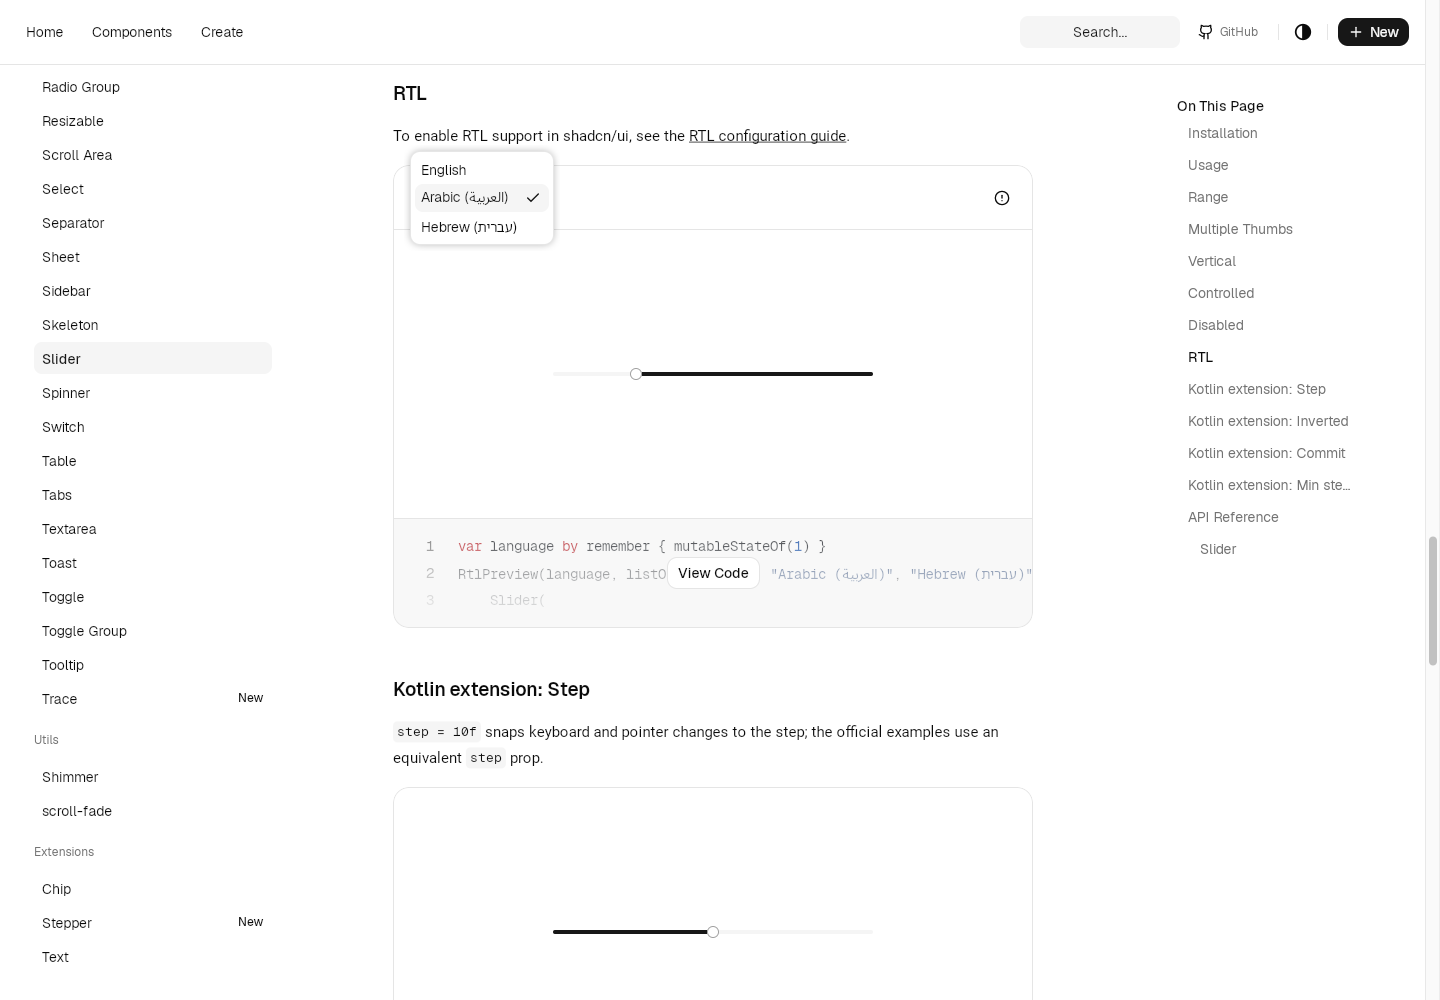 Home
Components
Create
Search...
GitHub
New
Radio Group
Resizable
Scroll Area
Select
Separator
Sheet
Sidebar
Skeleton
Slider
Spinner
Switch
Table
Tabs
Textarea
Toast
Toggle
Toggle Group
Tooltip
Trace New
Utils
Shimmer
scroll-fade
Extensions
Chip
Stepper New
Text
RTL
To enable RTL support in shadcn/ui, see the RTL configuration guide.
English
Arabic (العربية)
Hebrew (עברית)
1 var language by remember { mutableStateOf(1) }
2 RtlPreview(language, listO "Arabic (العربية)", "Hebrew (עברית)"
View Code
3 Slider(
Kotlin extension: Step
step = 10f snaps keyboard and pointer changes to the step; the official examples use an
equivalent step prop.
On This Page
Installation
Usage
Range
Multiple Thumbs
Vertical
Controlled
Disabled
RTL
Kotlin extension: Step
Kotlin extension: Inverted
Kotlin extension: Commit
Kotlin extension: Min ste...
API Reference
Slider